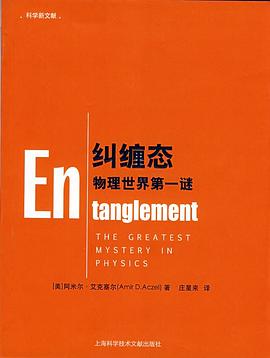 科学新文献
纠缠态
物理世界第一谜
En
tanglement
THE GREATEST
MYSTERY IN
PHYSICS
[美]阿米尔·艾克塞尔(Amir D.Aczel) 著 庄星来 译
上海科学技术文献出版社